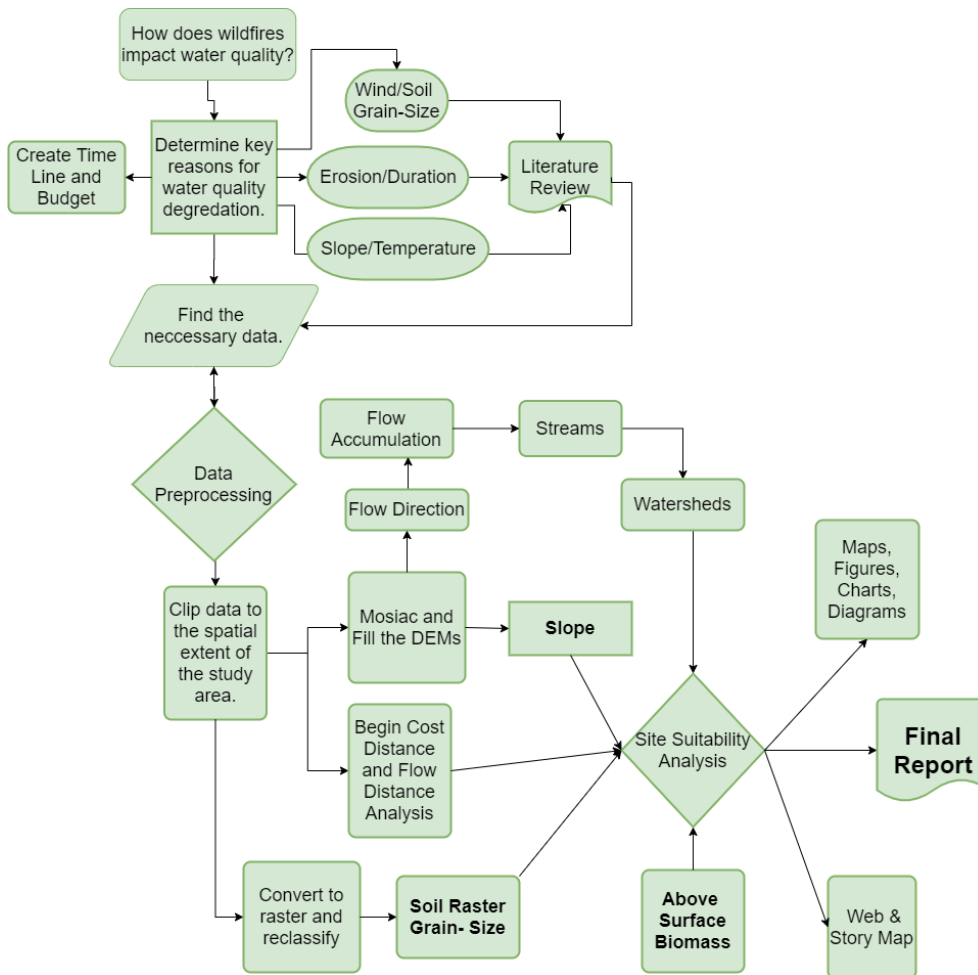 How does wildfires
impact water quality?
Wind/Soil
Grain-Size
Create Time
Line and
Budget
Determine key
reasons for
water quality
degredation.
Erosion/Duration
Literature
Review
Slope/Temperature
Find the
neccessary data.
Flow
Accumulation
Streams
Data
Preprocessing
Flow Direction
Watersheds
Maps,
Figures,
Charts,
Diagrams
Clip data to
the spatial
extent of
the study
area.
Mosiac and
Fill the DEMs
Slope
Begin Cost
Distance
and Flow
Distance
Analysis
Site Suitability
Analysis
Final
Report
Convert to
raster and
reclassify
Soil Raster
Grain- Size
Above
Surface
Biomass
Web &
Story Map